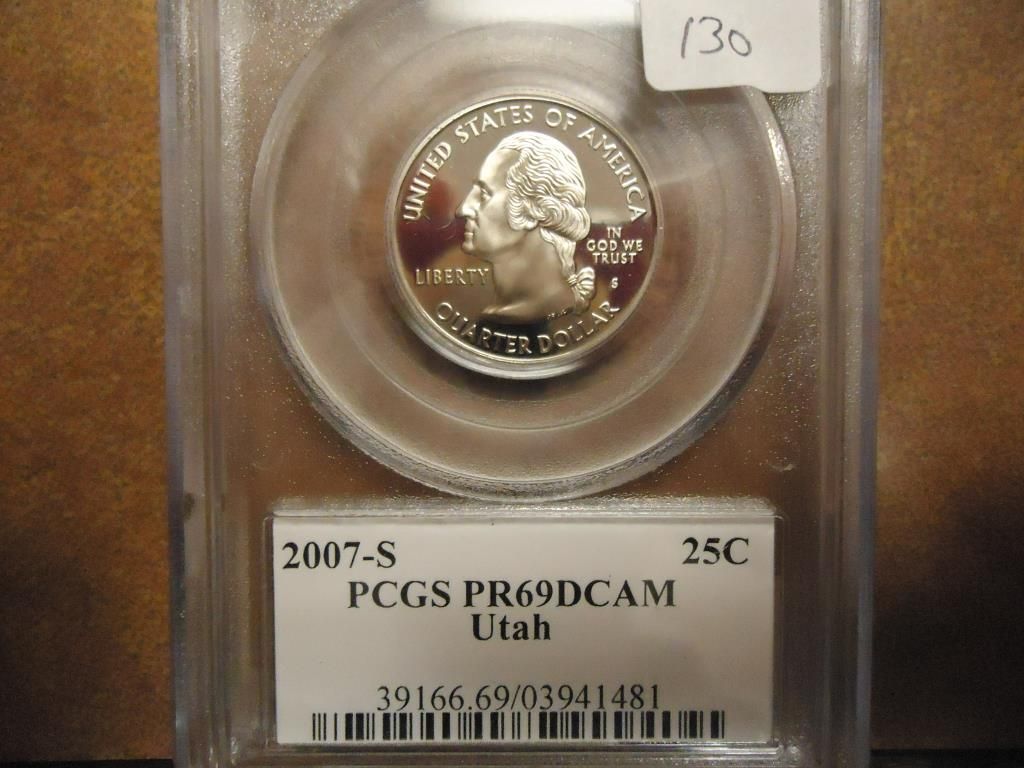 130
UNITED STATES OF AMERICA
LIBERTY
IN
GOD WE
TRUST
S
QUARTER DOLLAR
2007-S 25C
PCGS PR69DCAM
Utah
39166.69/03941481